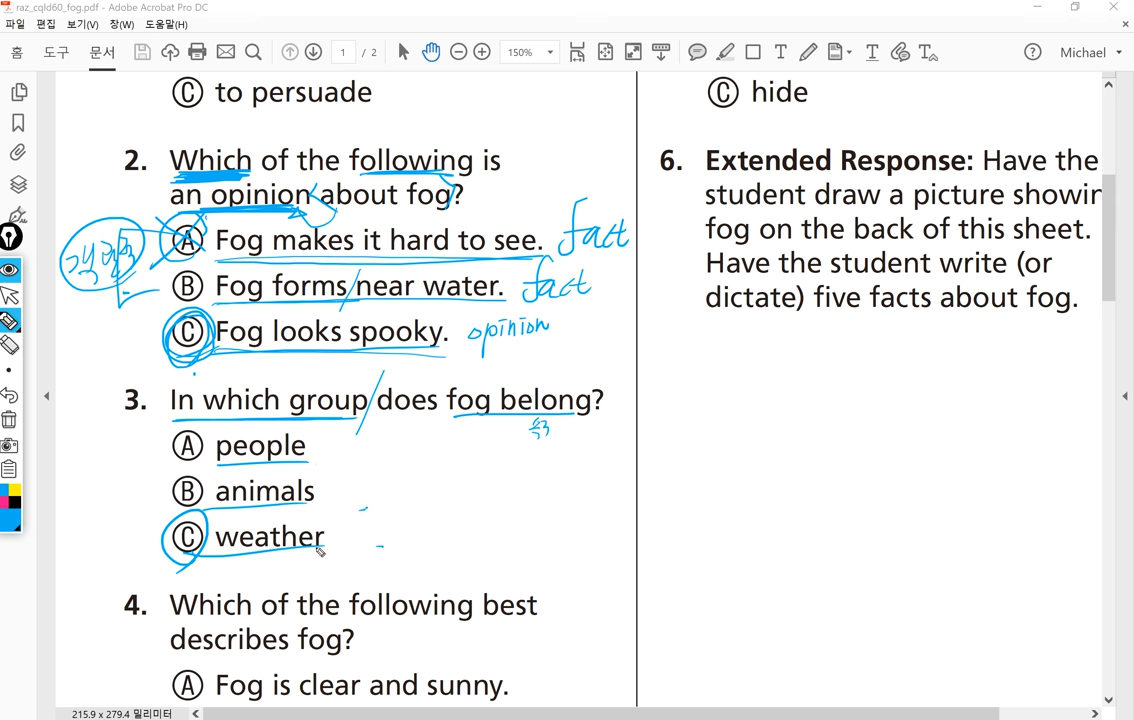 raz_cqld60_fog.pdf - Adobe Acrobat Pro DC
파일 편집 보기(V) 창(W) 도움말(H)
홈 도구 문서 1 / 2 150% Michael
Ⓒ to persuade
2. Which of the following is
an opinion about fog?
Ⓐ Fog makes it hard to see. fact
Ⓑ Fog forms near water. fact
Ⓒ Fog looks spooky. opinion
3. In which group does fog belong?
속
Ⓐ people
Ⓑ animals
Ⓒ weather
4. Which of the following best
describes fog?
Ⓐ Fog is clear and sunny.
Ⓒ hide
6. Extended Response: Have the
student draw a picture showin
fog on the back of this sheet.
Have the student write (or
dictate) five facts about fog.
215.9 x 279.4 밀리미터